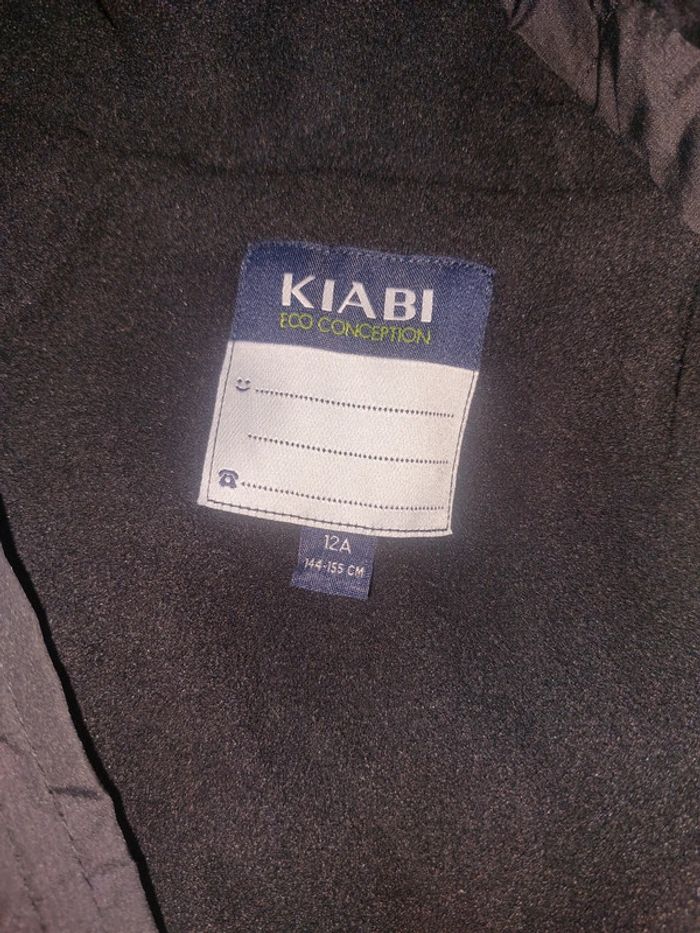 KIABI
ECO CONCEPTION
12A
144-155 CM